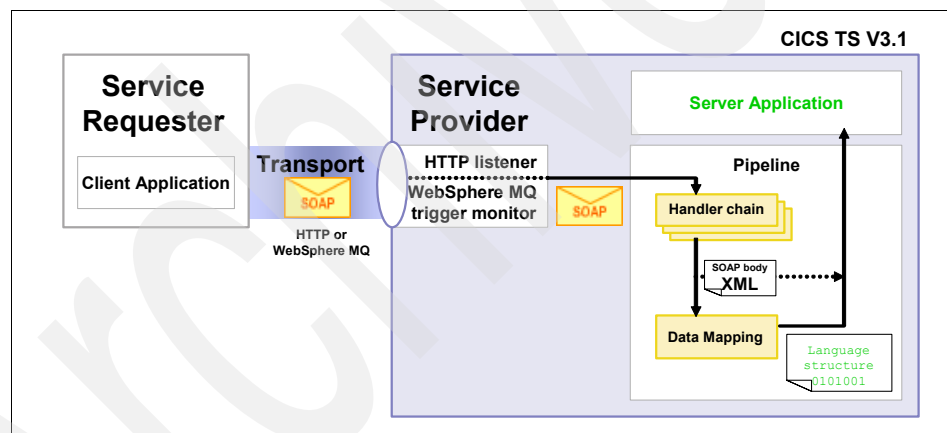 CICS TS V3.1
Service
Requester
Client Application
Transport
SOAP
HTTP or
WebSphere MQ
Service
Provider
HTTP listener
WebSphere MQ
trigger monitor
SOAP
Server Application
Pipeline
Handler chain
SOAP body
XML
Data Mapping
Language
structure
0101001